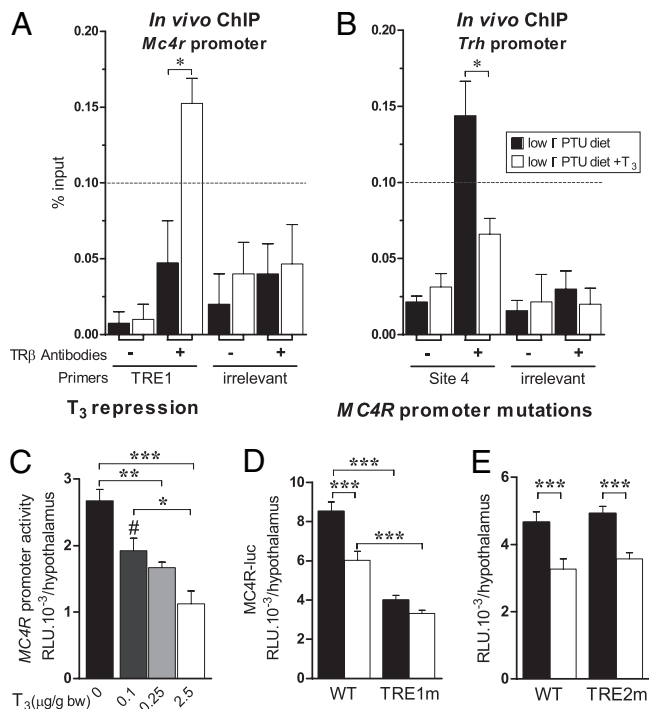 A
In vivo ChIP
Mc4r promoter
*
0.20
0.15
0.10
0.05
0.00
% input
TRβ Antibodies
- + - +
Primers
TRE1 irrelevant
B
In vivo ChIP
Trh promoter
*
0.20
0.15
0.10
0.05
0.00
low I⁻ PTU diet
low I⁻ PTU diet +T3
- + - +
Site 4 irrelevant
T3 repression
MC4R promoter mutations
C
***
**
*
#
3
2
1
0
MC4R promoter activity
RLU.10⁻³/hypothalamus
T3(µg/g bw)
0 0.1 0.25 2.5
D
***
***
***
10
8
6
4
2
MC4R-luc
RLU.10⁻³/hypothalamus
WT TRE1m
E
*** ***
6
4
2
0
RLU.10⁻³/hypothalamus
WT TRE2m